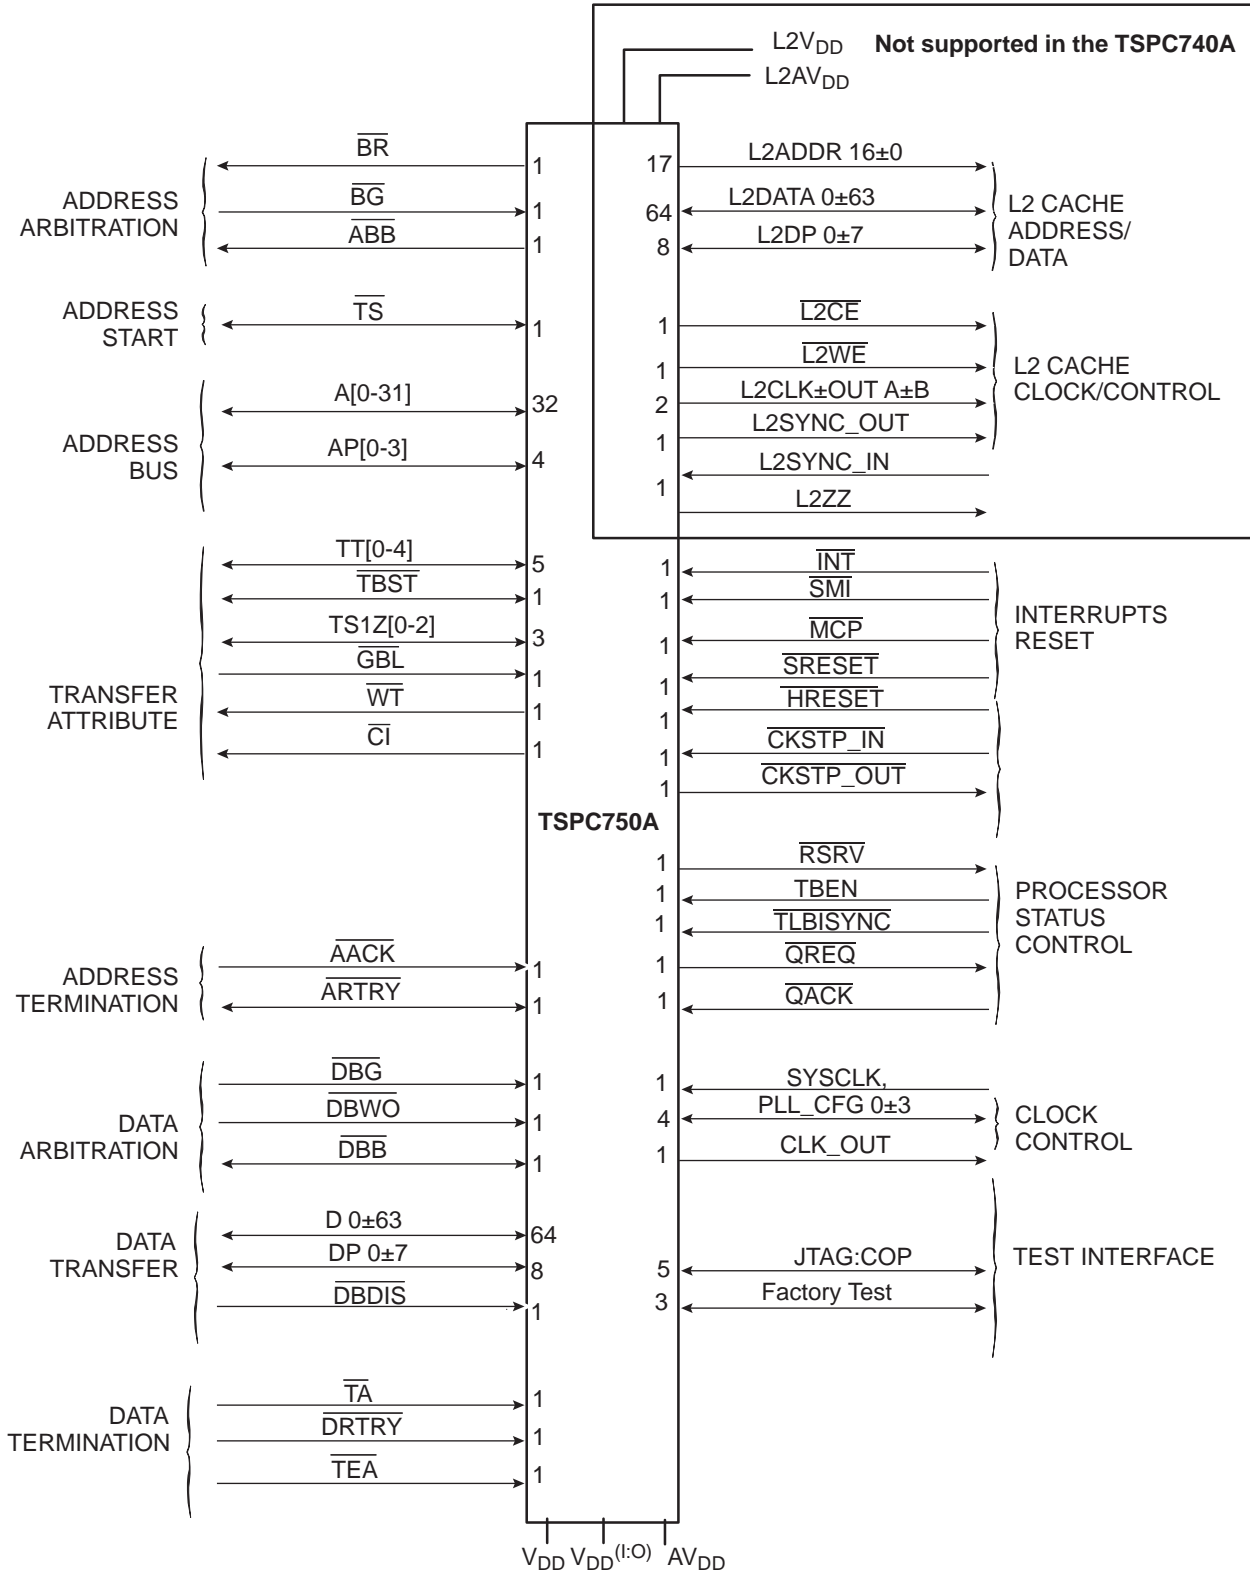 L2VDD
Not supported in the TSPC740A
L2AVDD
ADDRESS
ARBITRATION
BR
1
BG
1
ABB
1
ADDRESS
START
TS
1
ADDRESS
BUS
A[0-31]
32
AP[0-3]
4
TRANSFER
ATTRIBUTE
TT[0-4]
5
TBST
1
TS1Z[0-2]
3
GBL
1
WT
1
CI
1
TSPC750A
ADDRESS
TERMINATION
AACK
1
ARTRY
1
DATA
ARBITRATION
DBG
1
DBWO
1
DBB
1
DATA
TRANSFER
D 0±63
64
DP 0±7
8
DBDIS
1
DATA
TERMINATION
TA
1
DRTRY
1
TEA
1
17
L2ADDR 16±0
64
L2DATA 0±63
8
L2DP 0±7
L2 CACHE
ADDRESS/
DATA
1
L2CE
1
L2WE
2
L2CLK±OUT A±B
1
L2SYNC_OUT
L2SYNC_IN
1
L2ZZ
L2 CACHE
CLOCK/CONTROL
1
INT
1
SMI
1
MCP
1
SRESET
1
HRESET
1
CKSTP_IN
1
CKSTP_OUT
INTERRUPTS
RESET
1
RSRV
1
TBEN
1
TLBISYNC
1
QREQ
1
QACK
PROCESSOR
STATUS
CONTROL
1
SYSCLK,
4
PLL_CFG 0±3
1
CLK_OUT
CLOCK
CONTROL
5
JTAG:COP
3
Factory Test
TEST INTERFACE
VDD VDD(I:O) AVDD